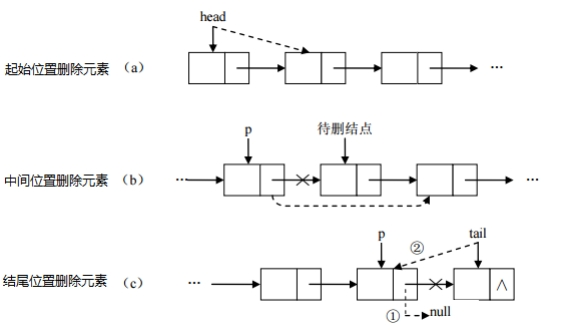 head
起始位置删除元素 (a) ...
p 待删结点
中间位置删除元素 (b) ... ...
p ② tail
结尾位置删除元素 (c) ... ∧
① null